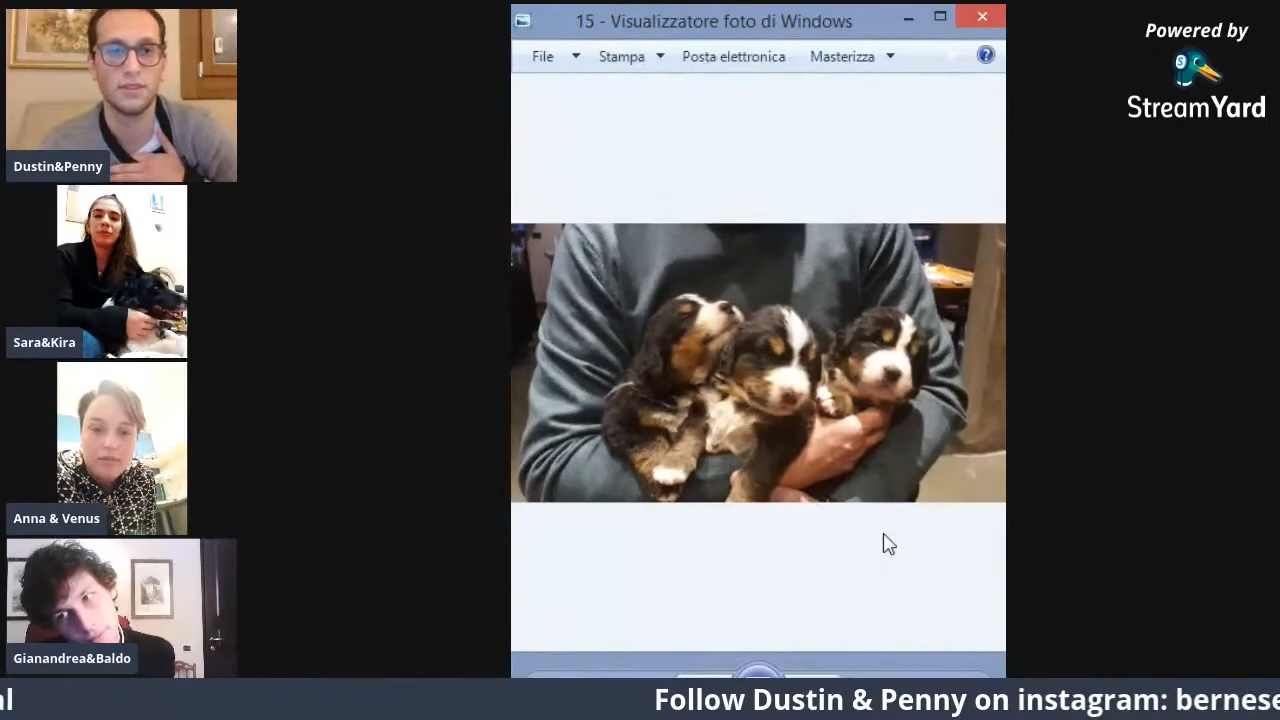 Dustin&Penny
Sara&Kira
Anna & Venus
Gianandrea&Baldo
15 - Visualizzatore foto di Windows
File
Stampa
Posta elettronica
Masterizza
?
Powered by
S
StreamYard
al
Follow Dustin & Penny on instagram: bernese